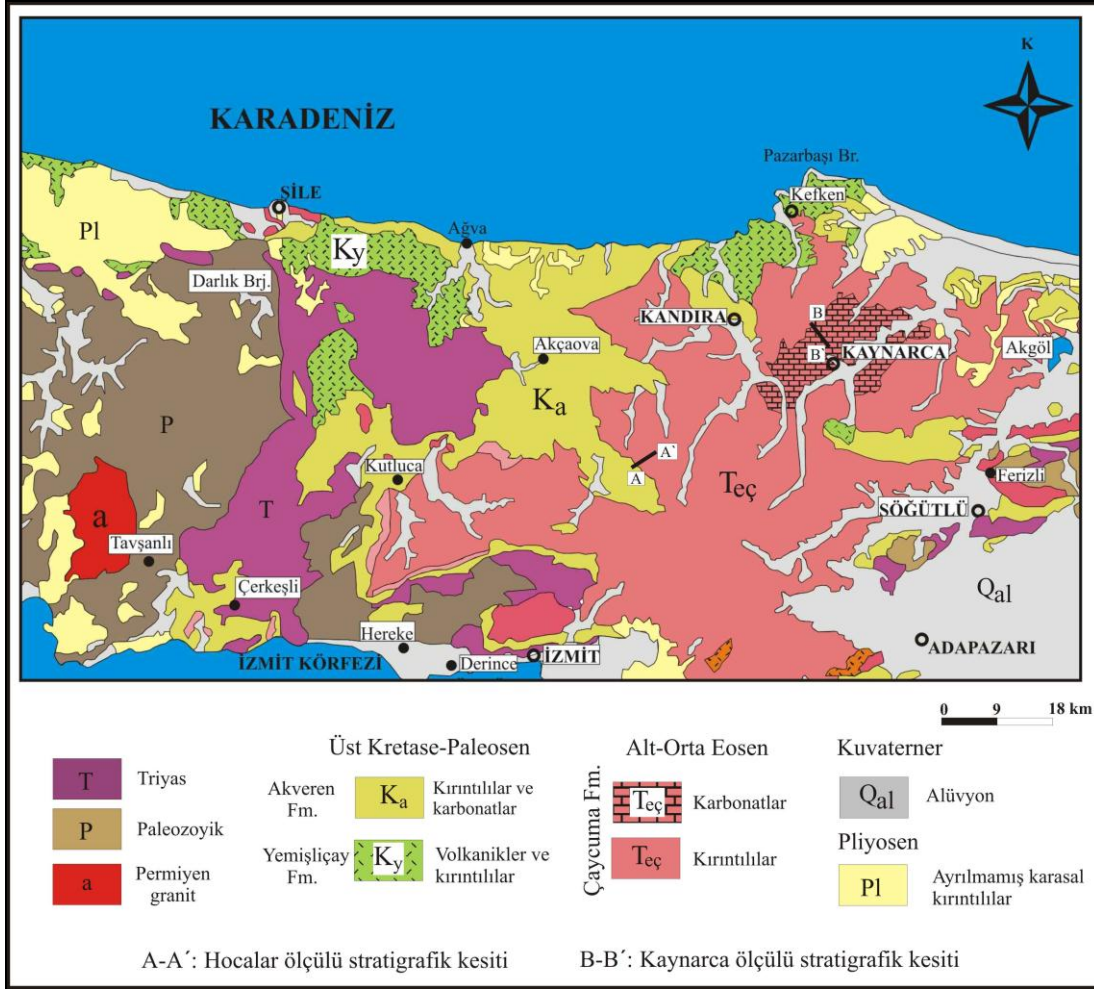 K
KARADENİZ
Pazarbaşı Br.
Kefken
ŞİLE
Ağva
Pl
Ky
Darlık Brj.
KANDIRA
B
B`
KAYNARCA
Akgöl
Akçaova
Ka
P
A`
A
Kutluca
Teç
Ferizli
a
T
SÖĞÜTLÜ
Tavşanlı
Çerkeşli
Qal
Hereke
İZMİT KÖRFEZİ
Derince
İZMİT
ADAPAZARI
0 9 18 km
Üst Kretase-Paleosen
Alt-Orta Eosen
Kuvaterner
T Triyas
Akveren Fm.
Ka Kırıntılılar ve karbonatlar
Çaycuma Fm.
Teç Karbonatlar
Qal Alüvyon
P Paleozoyik
Pliyosen
Yemişliçay Fm.
Ky Volkanikler ve kırıntılılar
Teç Kırıntılılar
a Permiyen granit
Pl Ayrılmamış karasal kırıntılılar
A-A´: Hocalar ölçülü stratigrafik kesiti
B-B´: Kaynarca ölçülü stratigrafik kesiti